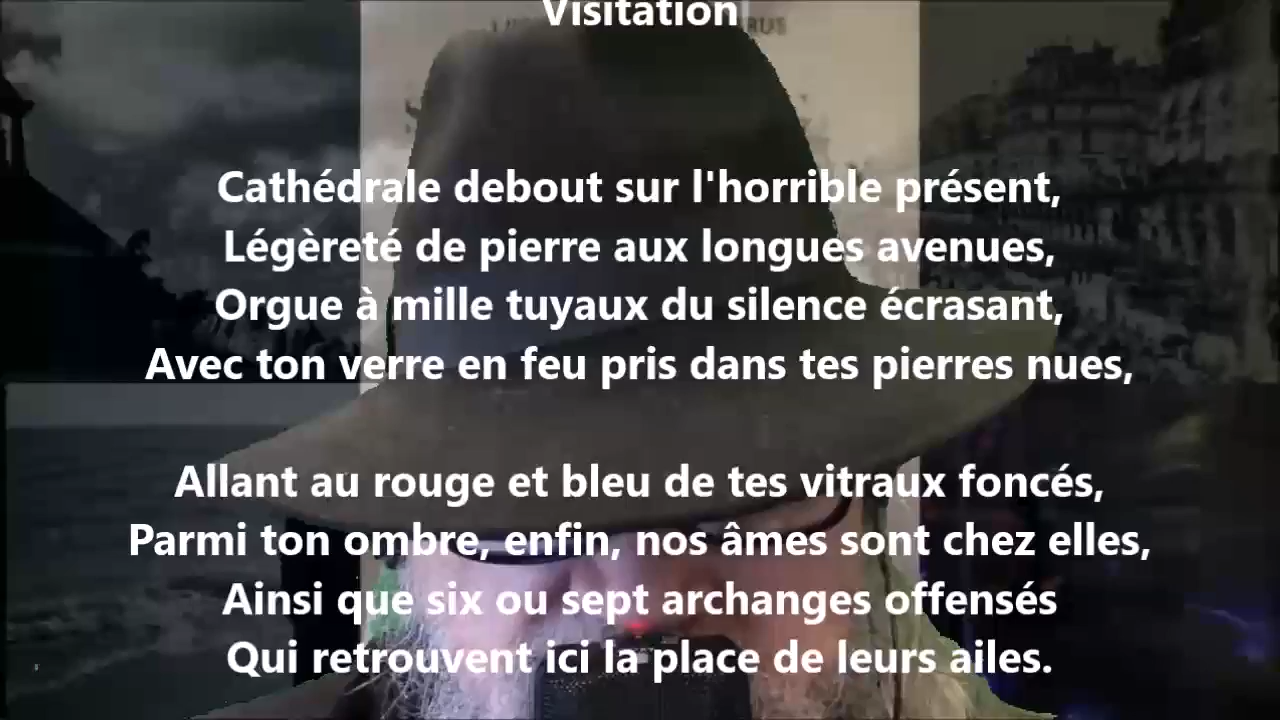 Visitation
Cathédrale debout sur l'horrible présent,
Légèreté de pierre aux longues avenues,
Orgue à mille tuyaux du silence écrasant,
Avec ton verre en feu pris dans tes pierres nues,
Allant au rouge et bleu de tes vitraux foncés,
Parmi ton ombre, enfin, nos âmes sont chez elles,
Ainsi que six ou sept archanges offensés
Qui retrouvent ici la place de leurs ailes.